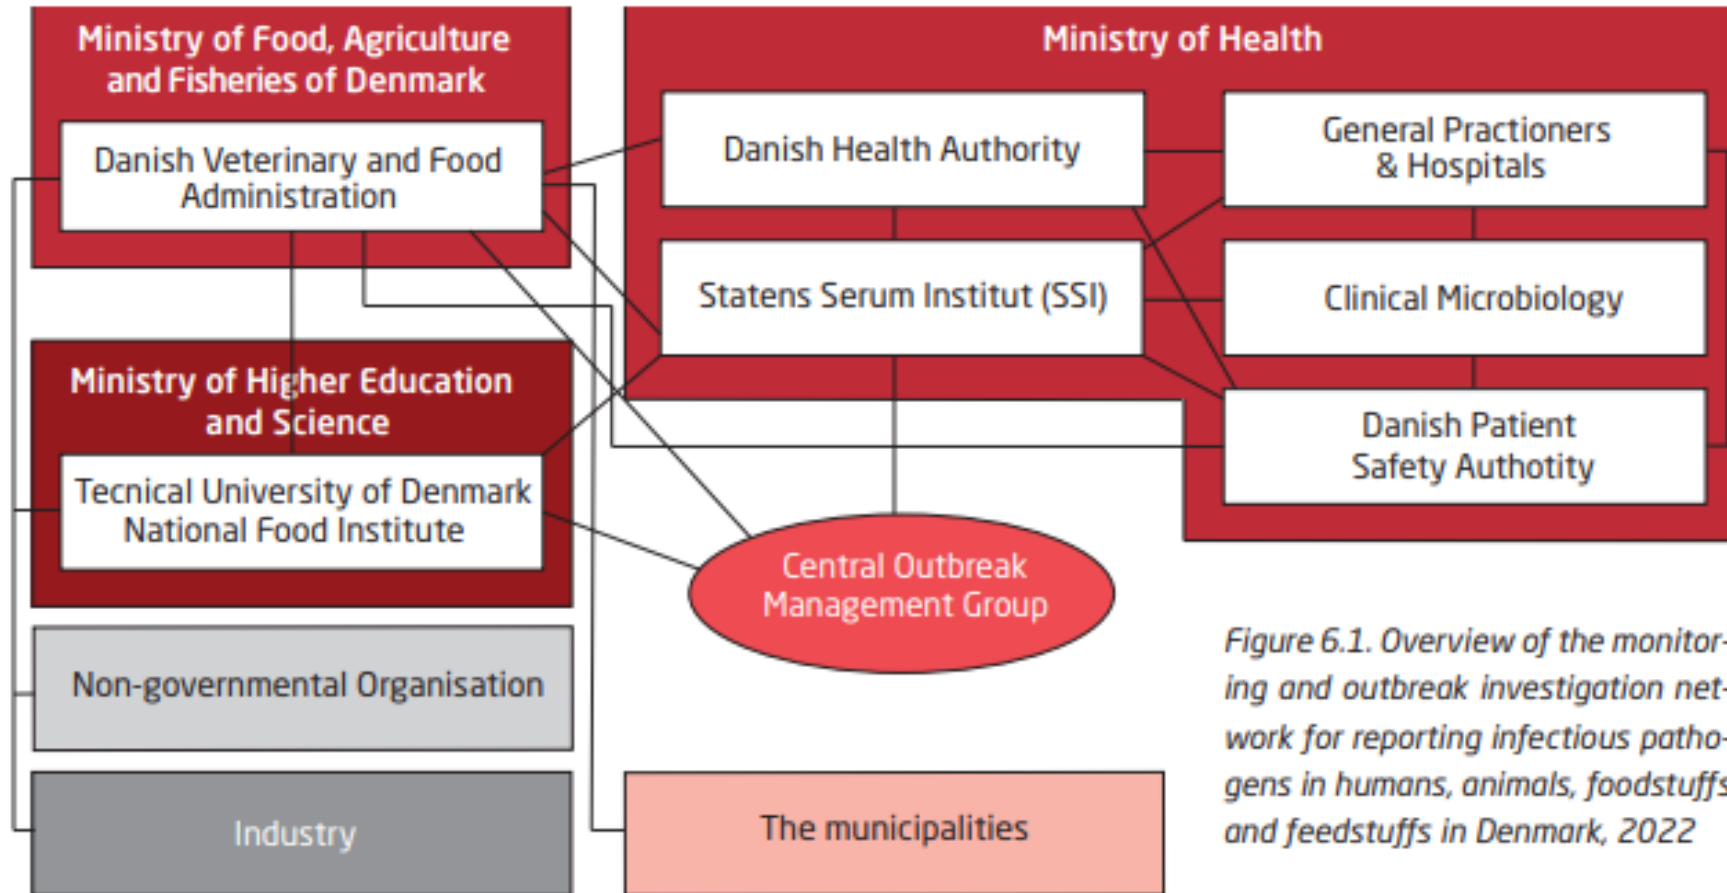 Ministry of Food, Agriculture
and Fisheries of Denmark
Danish Veterinary and Food
Administration
Ministry of Higher Education
and Science
Tecnical University of Denmark
National Food Institute
Non-governmental Organisation
Industry
Ministry of Health
Danish Health Authority
General Practioners
& Hospitals
Statens Serum Institut (SSI)
Clinical Microbiology
Danish Patient
Safety Authotity
Central Outbreak
Management Group
The municipalities
Figure 6.1. Overview of the monitor-
ing and outbreak investigation net-
work for reporting infectious patho-
gens in humans, animals, foodstuffs
and feedstuffs in Denmark, 2022